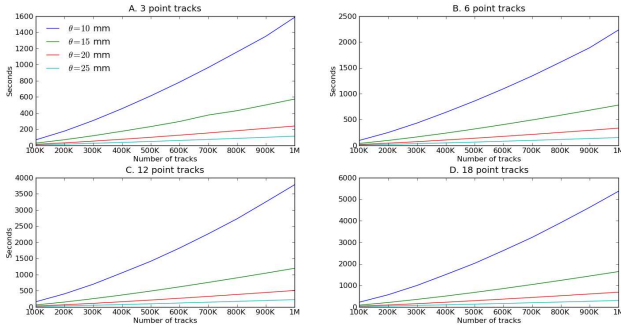 A. 3 point tracks
1600
1400
1200
1000
800
600
400
200
0
Seconds
θ=10 mm
θ=15 mm
θ=20 mm
θ=25 mm
100K 200K 300K 400K 500K 600K 700K 800K 900K 1M
Number of tracks
B. 6 point tracks
2500
2000
1500
1000
500
0
Seconds
100K 200K 300K 400K 500K 600K 700K 800K 900K 1M
Number of tracks
C. 12 point tracks
4000
3500
3000
2500
2000
1500
1000
500
0
Seconds
100K 200K 300K 400K 500K 600K 700K 800K 900K 1M
Number of tracks
D. 18 point tracks
6000
5000
4000
3000
2000
1000
0
Seconds
100K 200K 300K 400K 500K 600K 700K 800K 900K 1M
Number of tracks